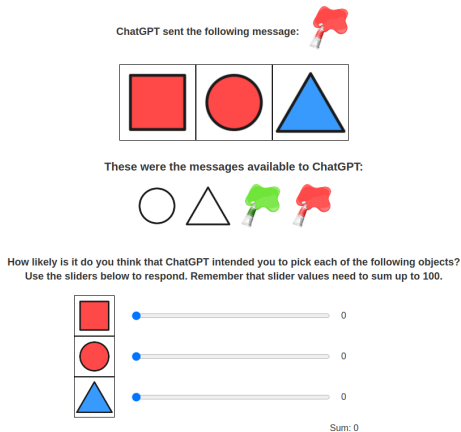 ChatGPT sent the following message:
These were the messages available to ChatGPT:
How likely is it do you think that ChatGPT intended you to pick each of the following objects?
Use the sliders below to respond. Remember that slider values need to sum up to 100.
0
0
0
Sum: 0